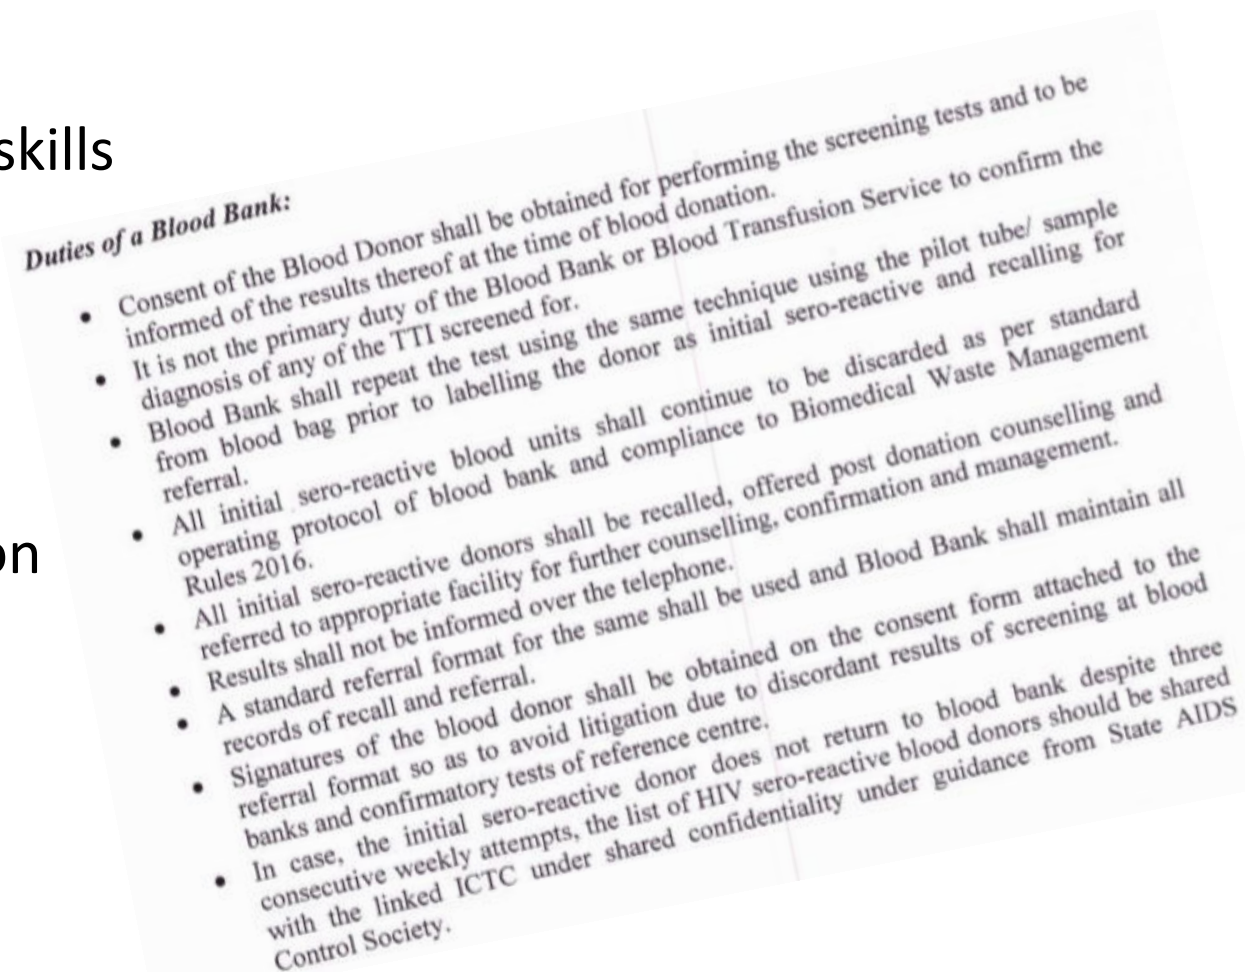 skills
on
Duties of a Blood Bank:
• Consent of the Blood Donor shall be obtained for performing the screening tests and to be
informed of the results thereof at the time of blood donation.
• It is not the primary duty of the Blood Bank or Blood Transfusion Service to confirm the
diagnosis of any of the TTI screened for.
• Blood Bank shall repeat the test using the same technique using the pilot tube/ sample
from blood bag prior to labelling the donor as initial sero-reactive and recalling for
referral.
• All initial sero-reactive blood units shall continue to be discarded as per standard
operating protocol of blood bank and compliance to Biomedical Waste Management
Rules 2016.
• All initial sero-reactive donors shall be recalled, offered post donation counselling and
referred to appropriate facility for further counselling, confirmation and management.
• Results shall not be informed over the telephone.
• A standard referral format for the same shall be used and Blood Bank shall maintain all
records of recall and referral.
• Signatures of the blood donor shall be obtained on the consent form attached to the
referral format so as to avoid litigation due to discordant results of screening at blood
banks and confirmatory tests of reference centre.
• In case, the initial sero-reactive donor does not return to blood bank despite three
consecutive weekly attempts, the list of HIV sero-reactive blood donors should be shared
with the linked ICTC under shared confidentiality under guidance from State AIDS
Control Society.